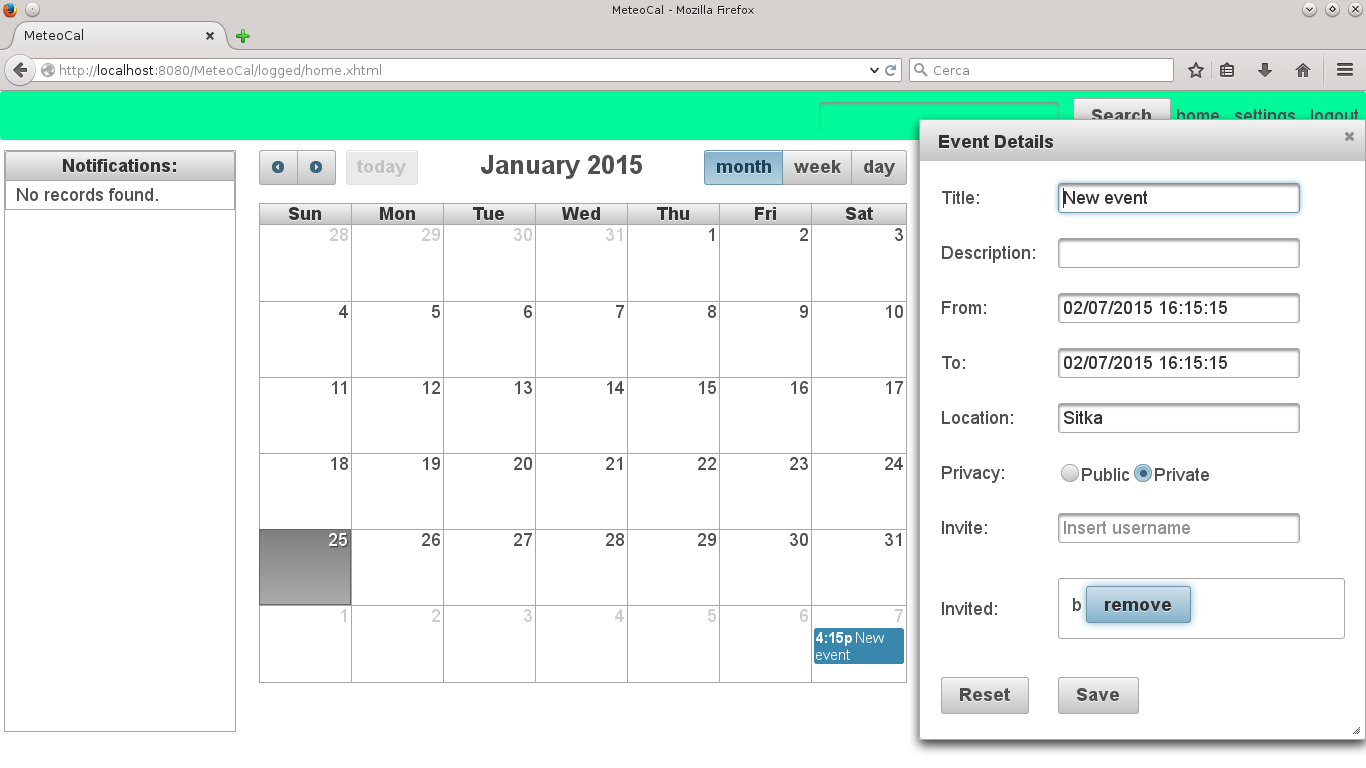 MeteoCal - Mozilla Firefox
MeteoCal
http://localhost:8080/MeteoCal/logged/home.xhtml
Cerca
Search home settings logout
Notifications:
No records found.
today
January 2015
month week day
Sun Mon Tue Wed Thu Fri Sat
28 29 30 31 1 2 3
4 5 6 7 8 9 10
11 12 13 14 15 16 17
18 19 20 21 22 23 24
25 26 27 28 29 30 31
1 2 3 4 5 6 7
4:15p New
event
Event Details
Title: New event
Description:
From: 02/07/2015 16:15:15
To: 02/07/2015 16:15:15
Location: Sitka
Privacy: Public Private
Invite: Insert username
Invited: b remove
Reset Save